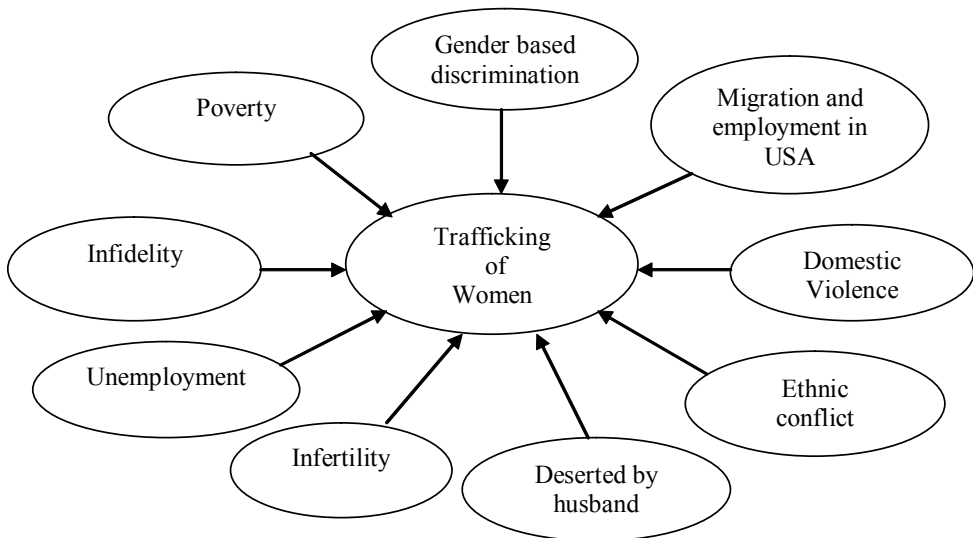 Gender based
discrimination
Migration and
employment in
USA
Poverty
Trafficking
of
Women
Infidelity
Domestic
Violence
Unemployment
Ethnic
conflict
Infertility
Deserted by
husband